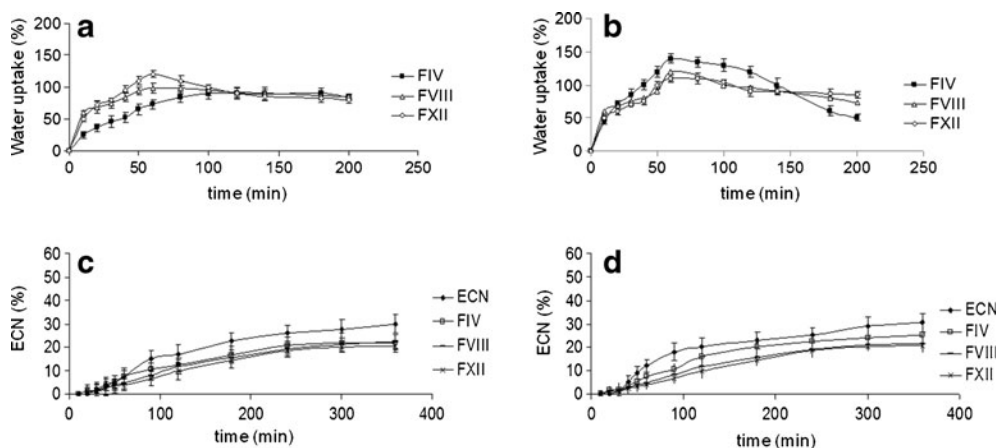 a
Water uptake (%)
200
150
100
50
0
0 50 100 150 200 250
time (min)
FIV
FVIII
FXII
b
Water uptake (%)
200
150
100
50
0
0 50 100 150 200 250
time (min)
FIV
FVIII
FXII
c
ECN (%)
60
50
40
30
20
10
0
0 100 200 300 400
time (min)
ECN
FIV
FVIII
FXII
d
ECN (%)
60
50
40
30
20
10
0
0 100 200 300 400
time (min)
ECN
FIV
FVIII
FXII